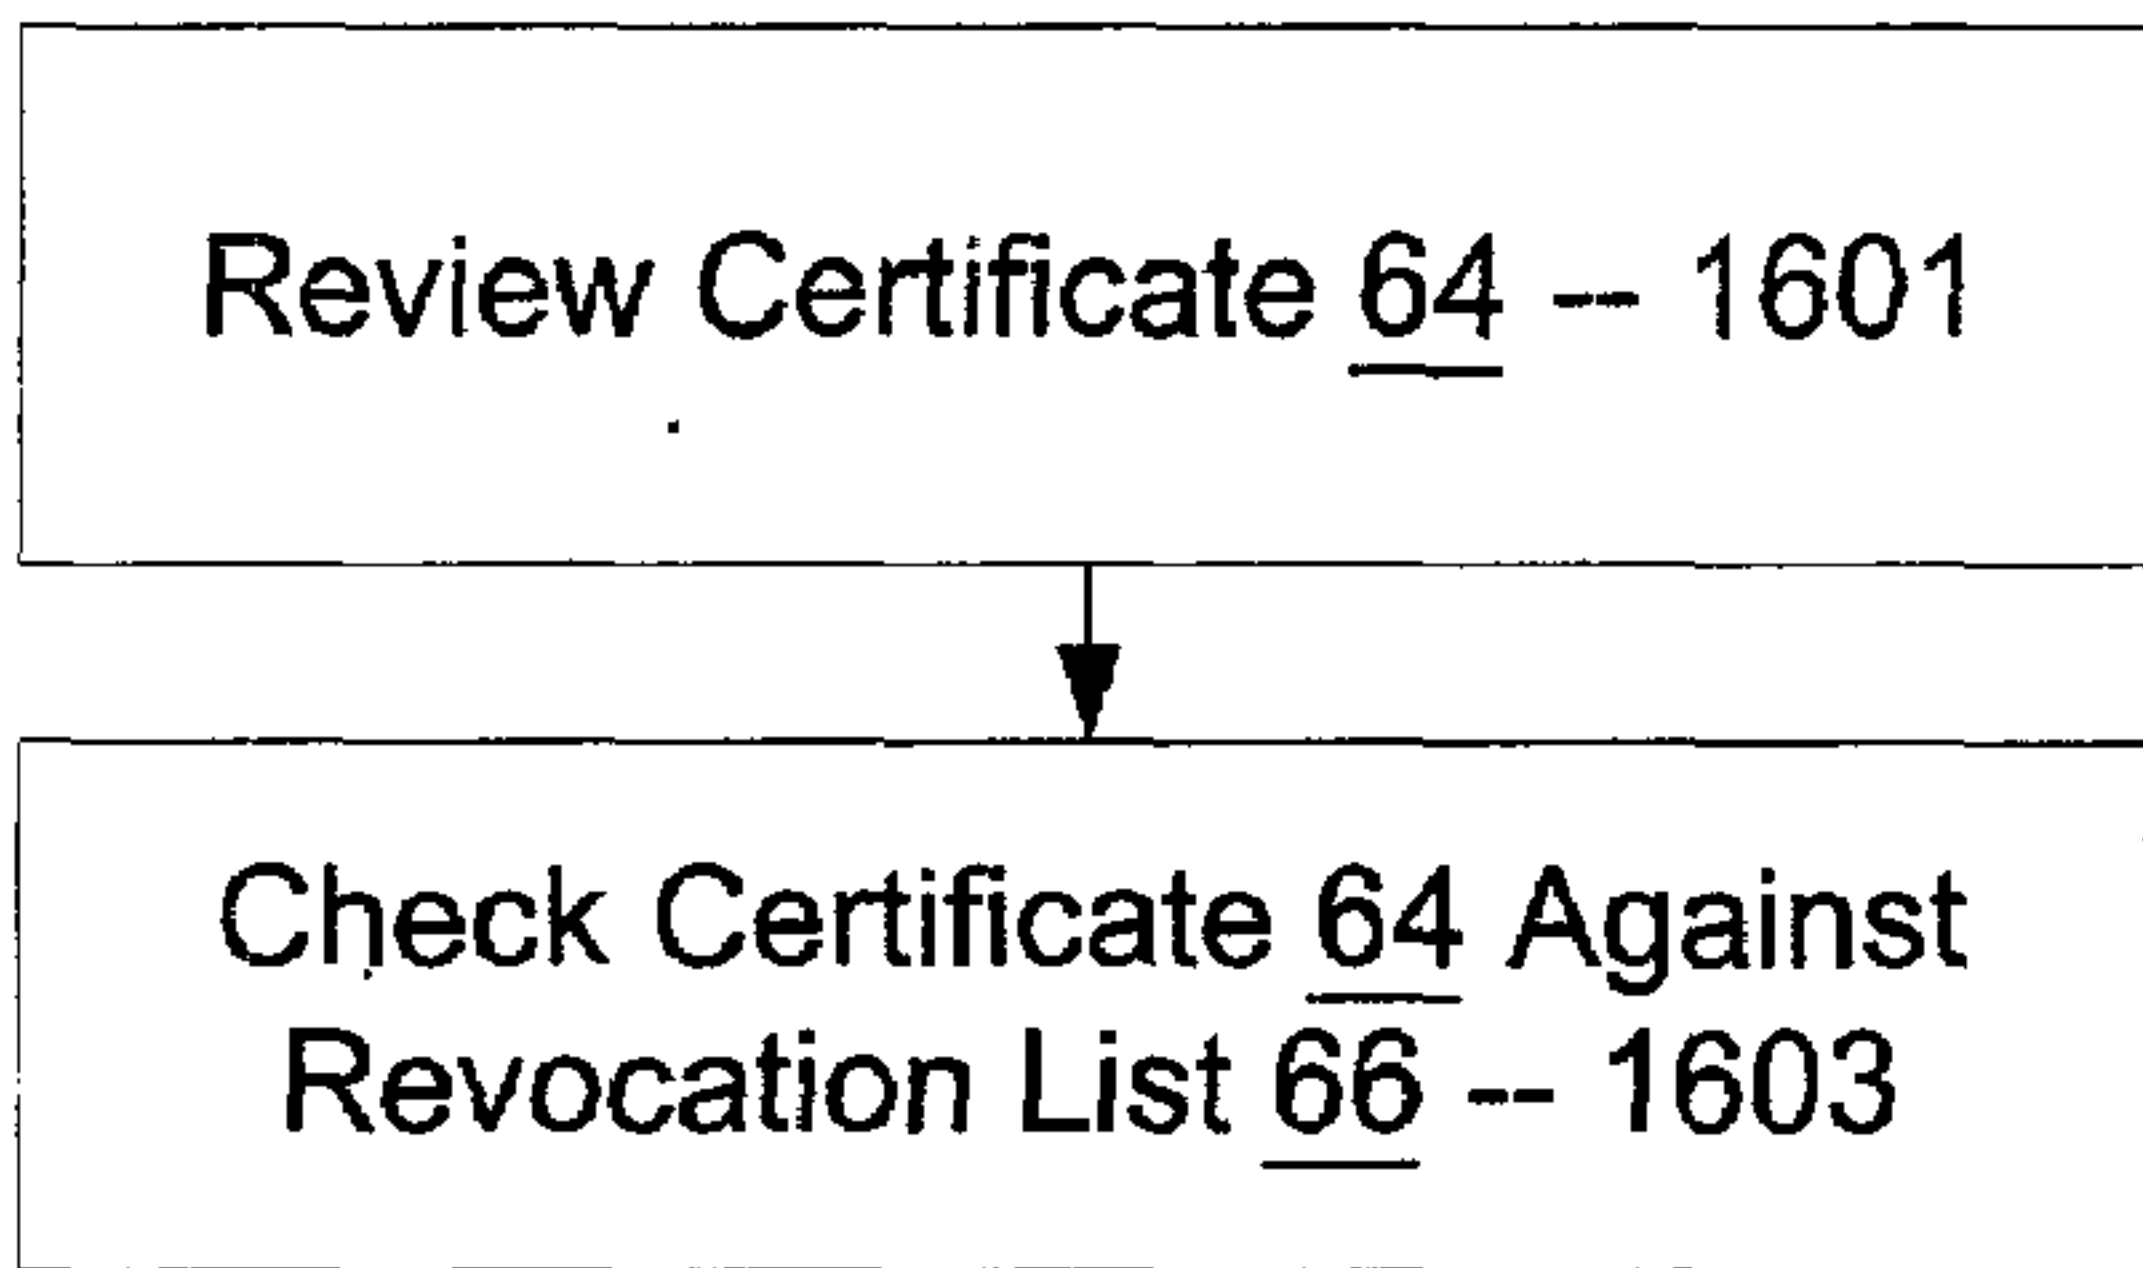 Review Certificate 64 -- 1601
Check Certificate 64 Against
Revocation List 66 -- 1603